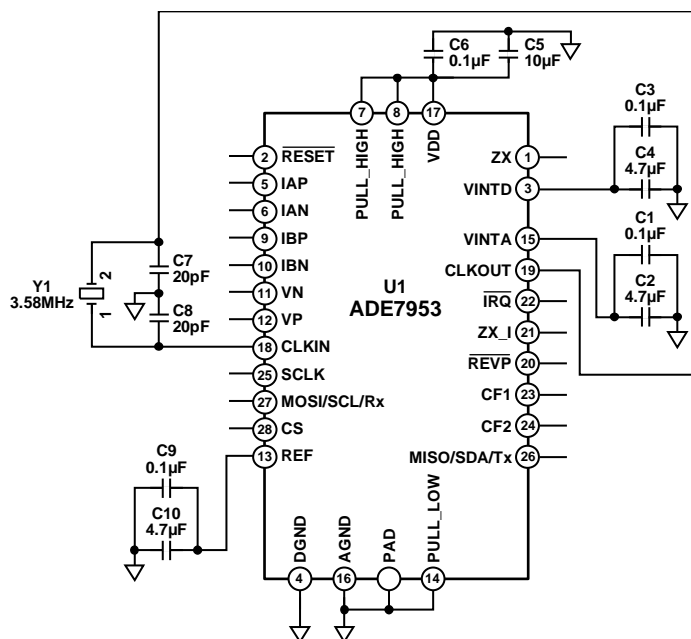 C6
0.1µF
C5
10µF
7
8
17
PULL_HIGH
PULL_HIGH
VDD
C3
0.1µF
C4
4.7µF
2 RESET
5 IAP
6 IAN
9 IBP
10 IBN
11 VN
12 VP
18 CLKIN
25 SCLK
27 MOSI/SCL/Rx
28 CS
13 REF
ZX 1
VINTD 3
VINTA 15
CLKOUT 19
IRQ 22
ZX_I 21
REVP 20
CF1 23
CF2 24
MISO/SDA/Tx 26
U1
ADE7953
C1
0.1µF
C2
4.7µF
Y1
3.58MHz
2
1
C7
20pF
C8
20pF
C9
0.1µF
C10
4.7µF
DGND
AGND
PAD
PULL_LOW
4
16
14